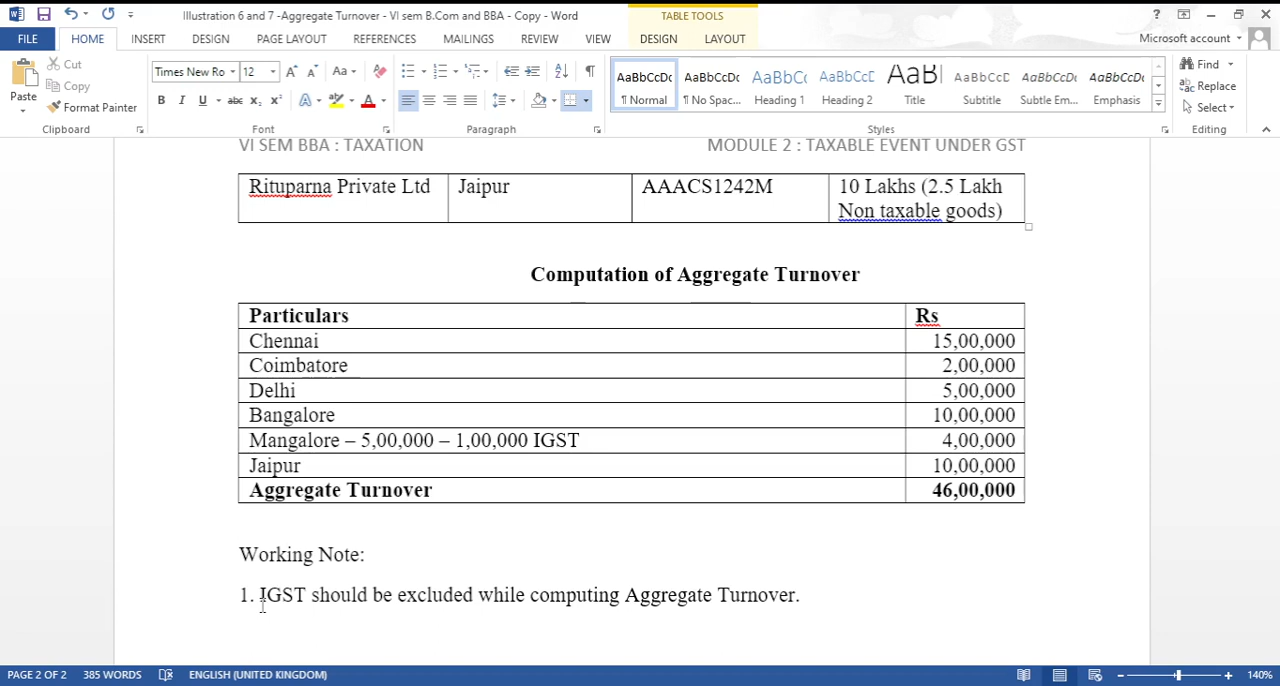 Illustration 6 and 7 -Aggregate Turnover - VI sem B.Com and BBA - Copy - Word
TABLE TOOLS
?
FILE HOME INSERT DESIGN PAGE LAYOUT REFERENCES MAILINGS REVIEW VIEW DESIGN LAYOUT
Microsoft account
Paste
Cut
Copy
Format Painter
Clipboard
Times New Ro 12
Font
Paragraph
AaBbCcDc
¶ Normal
AaBbCcDc
¶ No Spac...
AaBbCc
Heading 1
AaBbCcD
Heading 2
AaBl
Title
AaBbCcD
Subtitle
AaBbCcDc
Subtle Em...
AaBbCcDc
Emphasis
Styles
Find
Replace
Select
Editing
VI SEM BBA : TAXATION MODULE 2 : TAXABLE EVENT UNDER GST
Rituparna Private Ltd Jaipur AAACS1242M 10 Lakhs (2.5 Lakh
Non taxable goods)
Computation of Aggregate Turnover
Particulars Rs
Chennai 15,00,000
Coimbatore 2,00,000
Delhi 5,00,000
Bangalore 10,00,000
Mangalore – 5,00,000 – 1,00,000 IGST 4,00,000
Jaipur 10,00,000
Aggregate Turnover 46,00,000
Working Note:
1. IGST should be excluded while computing Aggregate Turnover.
PAGE 2 OF 2 385 WORDS ENGLISH (UNITED KINGDOM) 140%